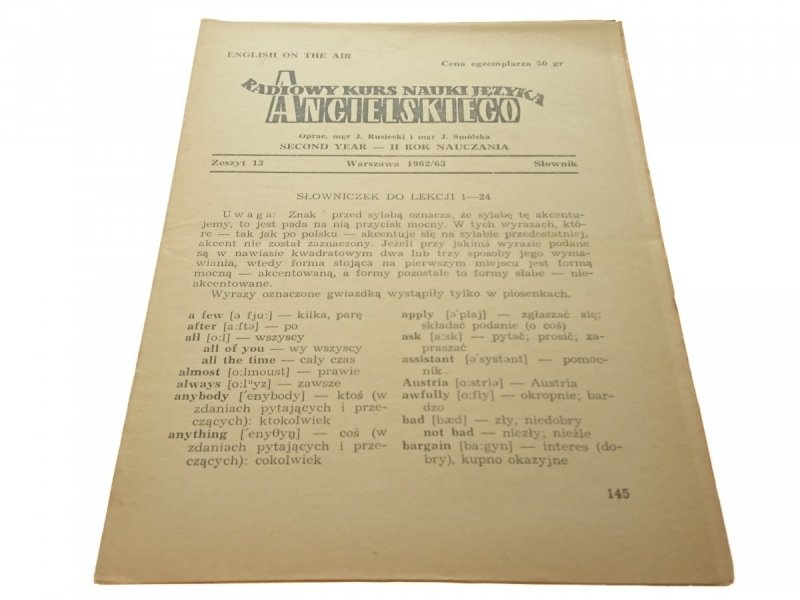 ENGLISH ON THE AIR
Cena egzemplarza 50 gr
RADIOWY KURS NAUKI JĘZYKA
ANGIELSKIEGO
Oprac. mgr J. Rusiecki i mgr J. Smólska
SECOND YEAR — II ROK NAUCZANIA
Zeszyt 13 Warszawa 1962/63 Słownik
SŁOWNICZEK DO LEKCJI 1—24
Uwaga: Znak ' przed sylabą oznacza, że sylabę tę akcentu-
jemy, to jest pada na nią przycisk mocny. W tych wyrazach, któ-
re — tak jak po polsku — akcentuje się na sylabie przedostatniej,
akcent nie został zaznaczony. Jeżeli przy jakimś wyrazie podane
są w nawiasie kwadratowym dwa lub trzy sposoby jego wyma-
wiania, wtedy forma stojąca na pierwszym miejscu jest formą
mocną — akcentowaną, a formy pozostałe to formy słabe — nie-
akcentowane.
Wyrazy oznaczone gwiazdką wystąpiły tylko w piosenkach.
a few [ə fju:] — kilka, parę
after [a:ftə] — po
all [o:l] — wszyscy
all of you — wy wszyscy
all the time — cały czas
almost [o:lmoust] — prawie
always [o:lºyz] — zawsze
anybody ['enybody] — ktoś (w
zdaniach pytających i prze-
czących): ktokolwiek
anything ['enyθyŋ] — coś (w
zdaniach pytających i prze-
czących): cokolwiek
apply [ə'plaj] — zgłaszać się;
składać podanie (o coś)
ask [a:sk] — pytać; prosić; za-
praszać
assistant [ə'systənt] — pomoc-
nik
Austria [o:striə] — Austria
awfully [o:fly] — okropnie; bar-
dzo
bad [bæd] — zły, niedobry
not bad — niezły; nieźle
bargain [ba:gyn] — interes (do-
bry), kupno okazyjne
145